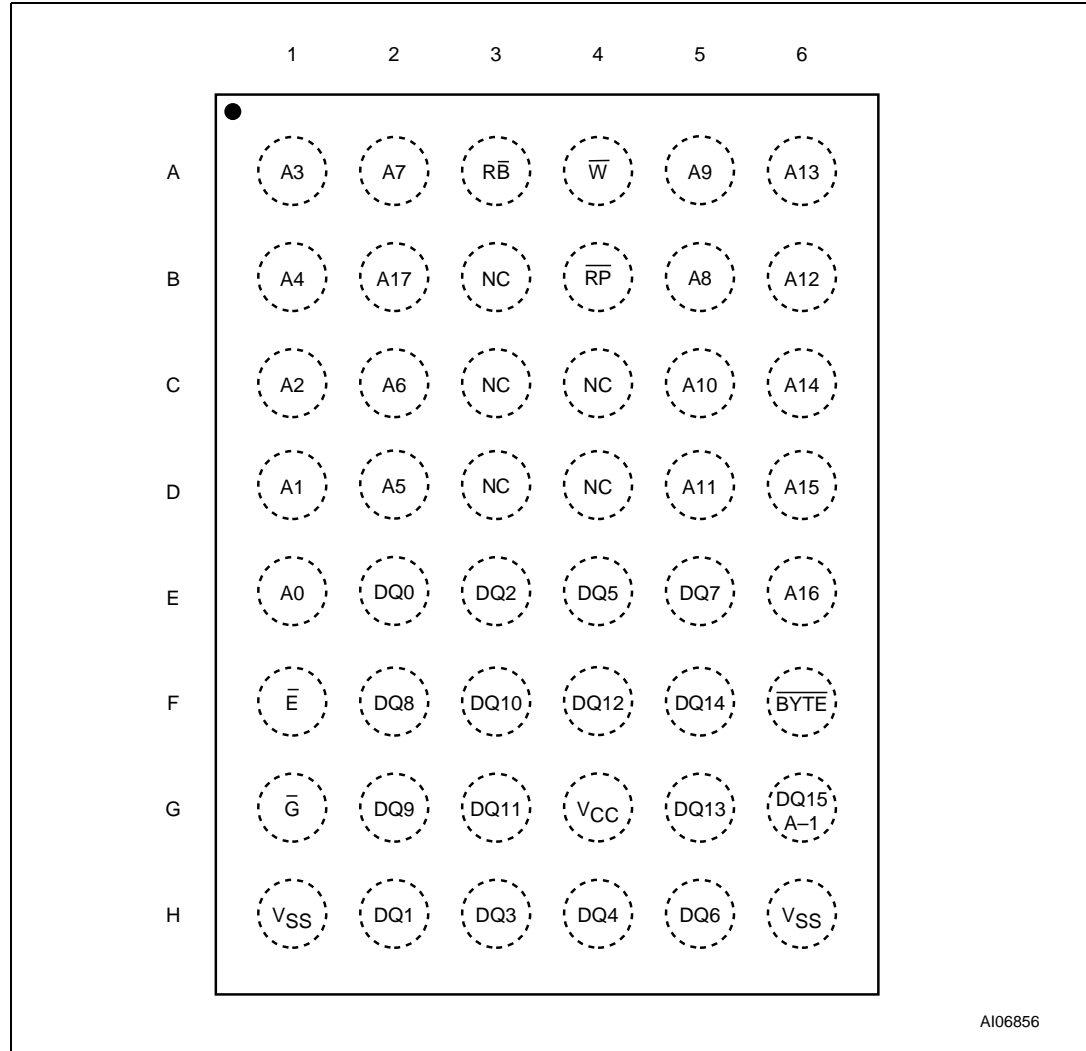 1 2 3 4 5 6
A A3 A7 RB̅ W̅ A9 A13
B A4 A17 NC R̅P̅ A8 A12
C A2 A6 NC NC A10 A14
D A1 A5 NC NC A11 A15
E A0 DQ0 DQ2 DQ5 DQ7 A16
F E̅ DQ8 DQ10 DQ12 DQ14 B̅Y̅T̅E̅
G G̅ DQ9 DQ11 VCC DQ13 DQ15 A–1
H VSS DQ1 DQ3 DQ4 DQ6 VSS
AI06856